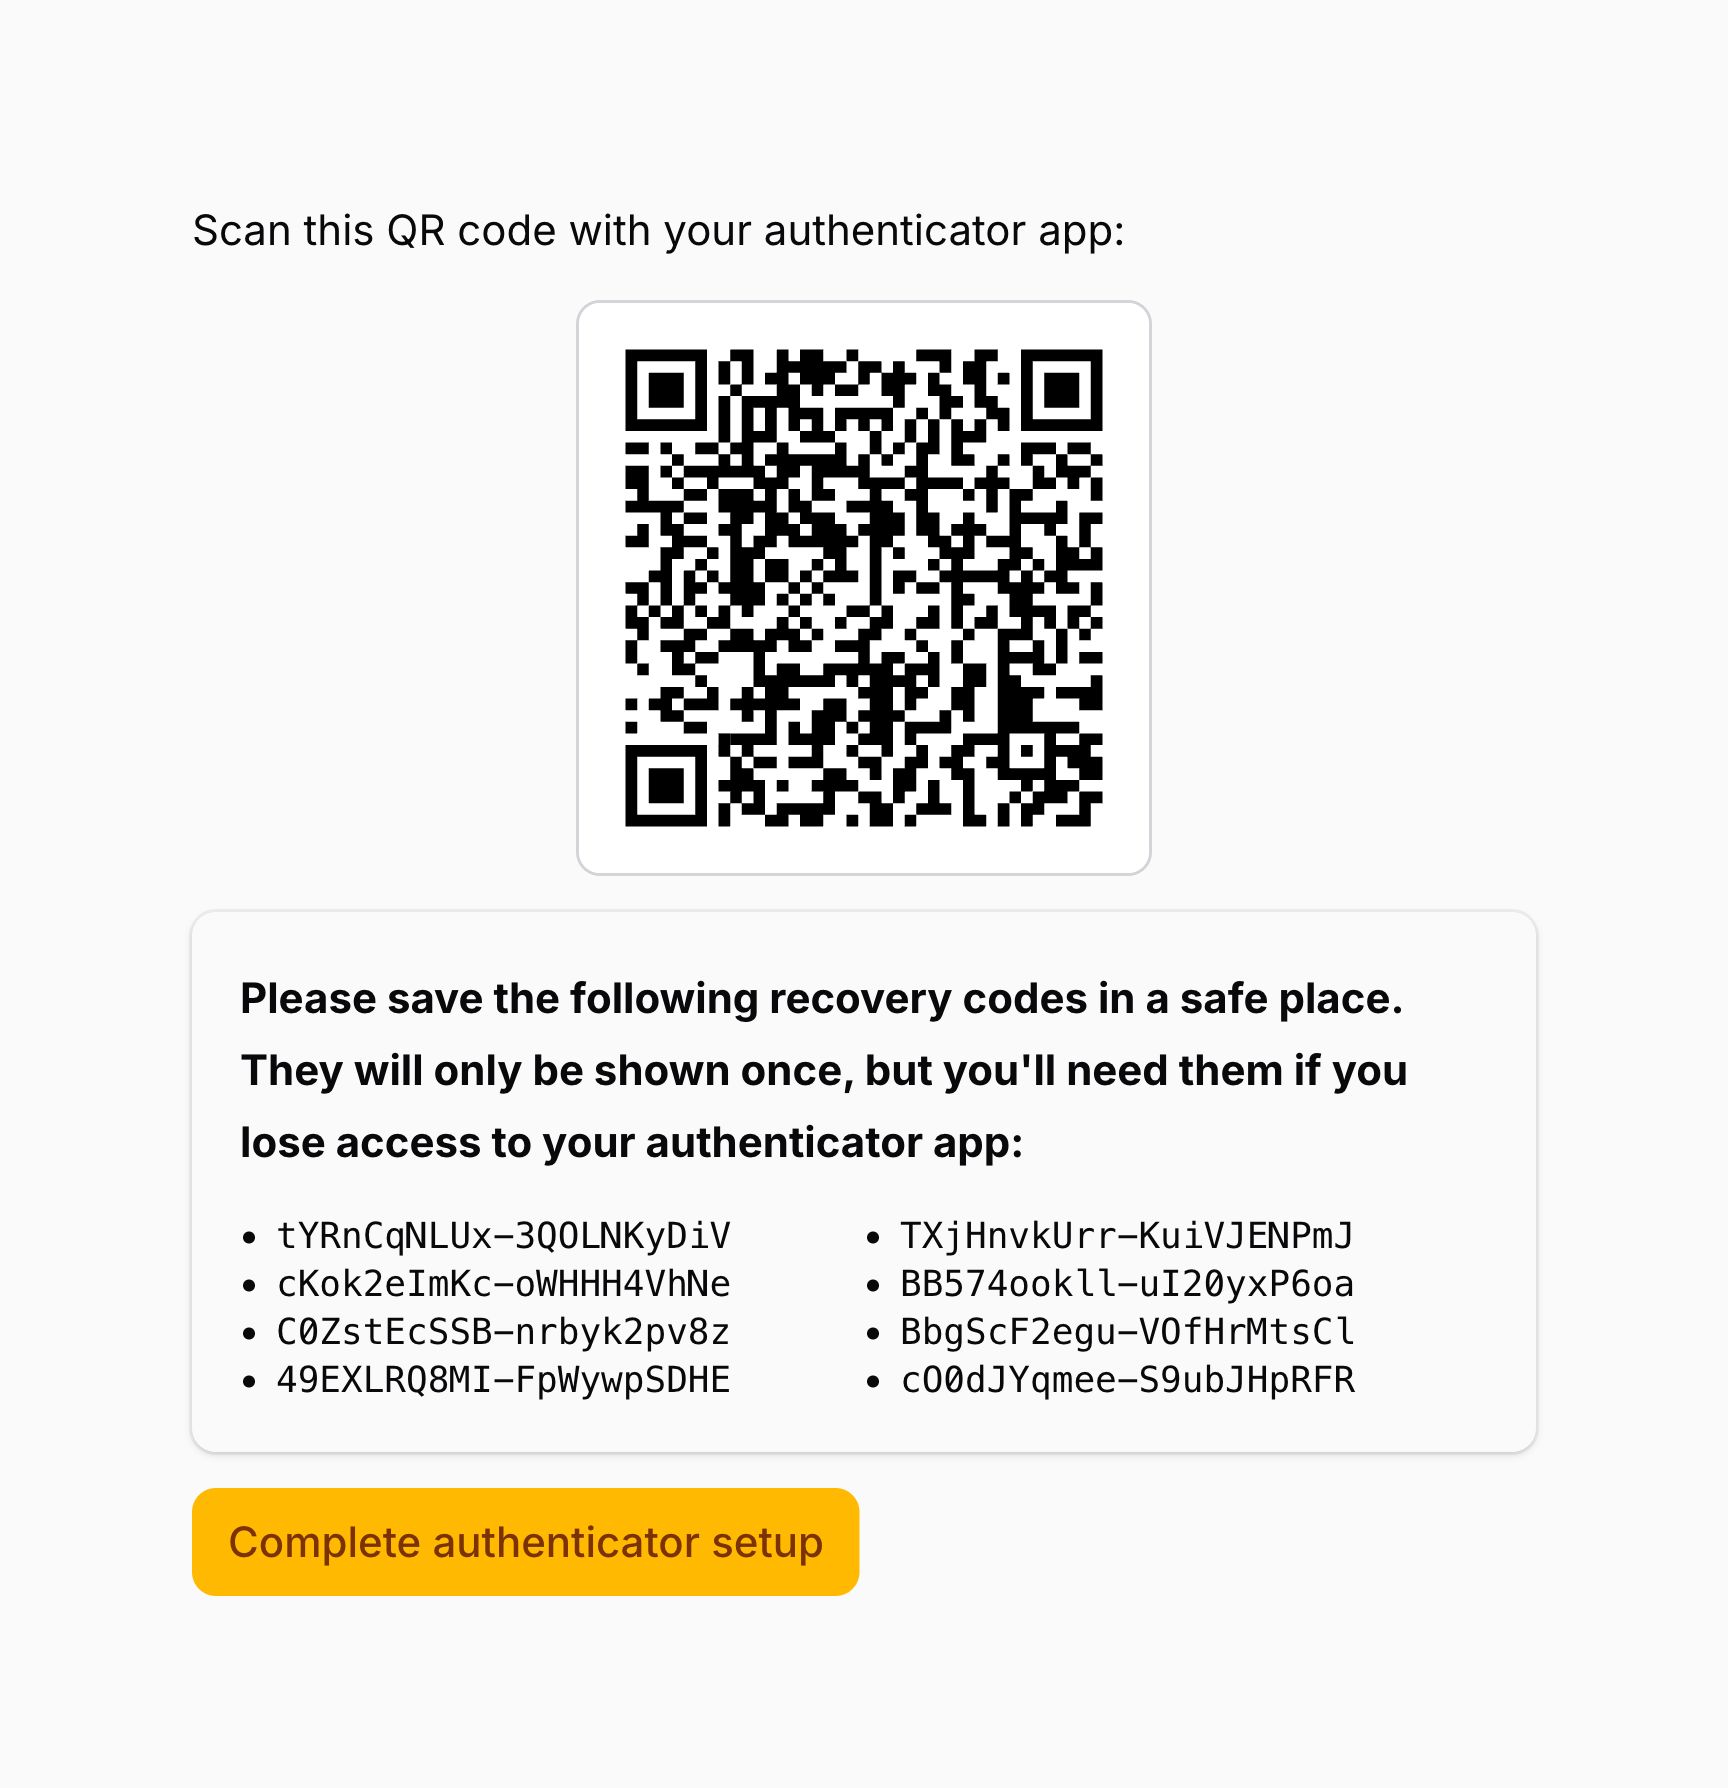 Scan this QR code with your authenticator app:
Please save the following recovery codes in a safe place.
They will only be shown once, but you'll need them if you
lose access to your authenticator app:
• tYRnCqNLUx-3QOLNKyDiV
• cKok2eImKc-oWHHH4VhNe
• C0ZstEcSSB-nrbyk2pv8z
• 49EXLRQ8MI-FpWywpSDHE
• TXjHnvkUrr-KuiVJENPmJ
• BB574ookll-uI20yxP6oa
• BbgScF2egu-VOfHrMtsCl
• cO0dJYqmee-S9ubJHpRFR
Complete authenticator setup